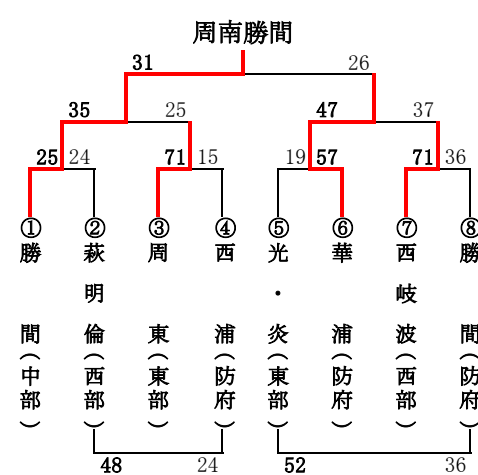 周南勝間
31 26
35 25 47 37
25 24 71 15 19 57 71 36
① ② ③ ④ ⑤ ⑥ ⑦ ⑧
勝間(中部)
萩明倫(西部)
周東(東部)
西浦(防府)
光・炎(東部)
華浦(防府)
西岐波(西部)
勝間(防府)
48 24 52 36